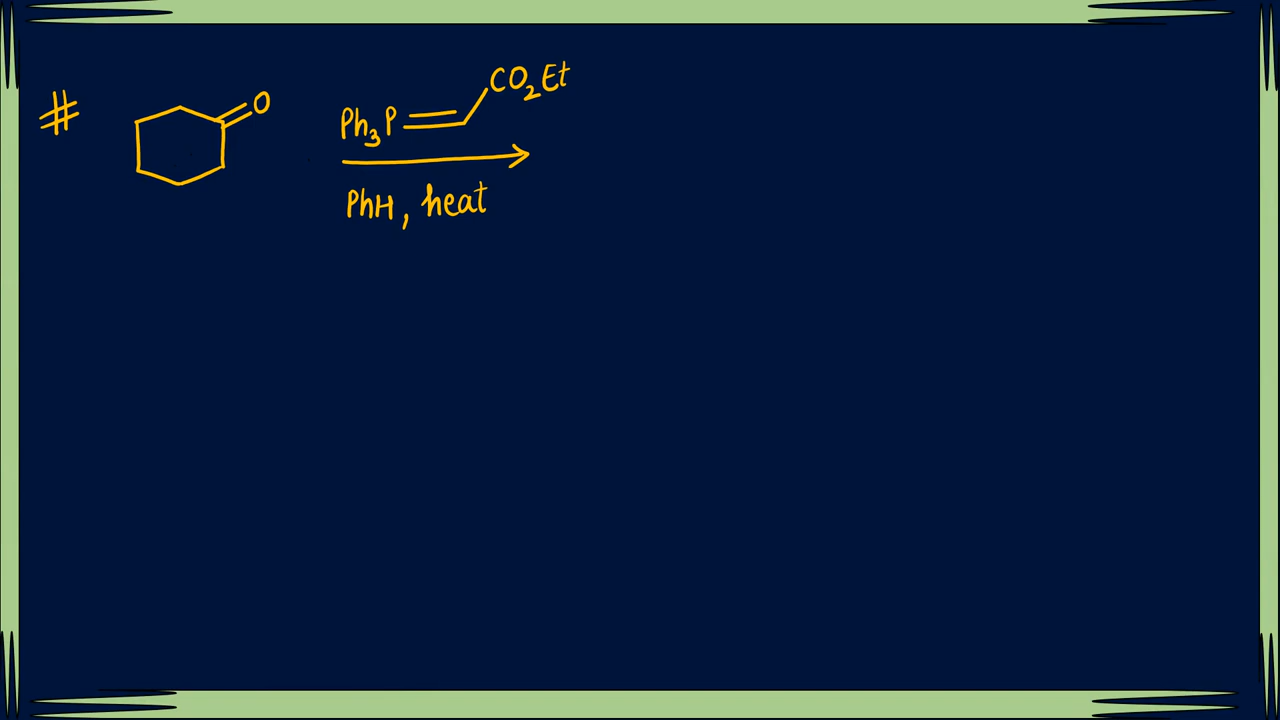 # O Ph₃P CO₂Et
PhH, heat